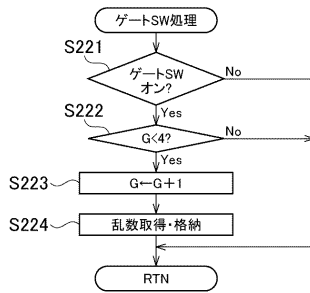 ゲートSW処理
S221
ゲートSW
オン?
No
Yes
S222
G<4?
No
Yes
S223
G←G+1
S224
乱数取得・格納
RTN